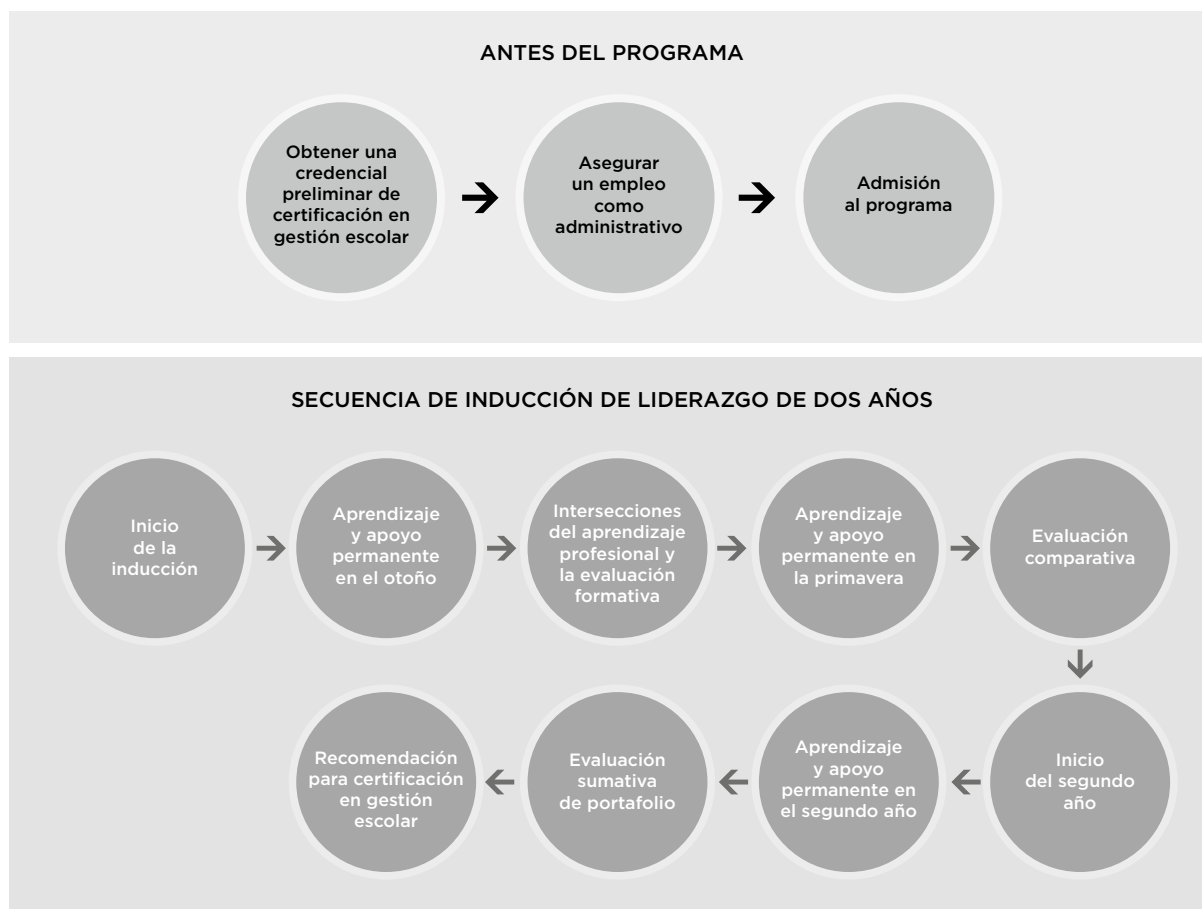 ANTES DEL PROGRAMA
Obtener una
credencial
preliminar de
certificación en
gestión escolar
Asegurar
un empleo
como
administrativo
Admisión
al programa
SECUENCIA DE INDUCCIÓN DE LIDERAZGO DE DOS AÑOS
Inicio
de la
inducción
Aprendizaje
y apoyo
permanente
en el otoño
Intersecciones
del aprendizaje
profesional y
la evaluación
formativa
Aprendizaje
y apoyo
permanente en
la primavera
Evaluación
comparativa
Inicio
del segundo
año
Aprendizaje
y apoyo
permanente en
el segundo año
Evaluación
sumativa
de portafolio
Recomendación
para certificación
en gestión
escolar